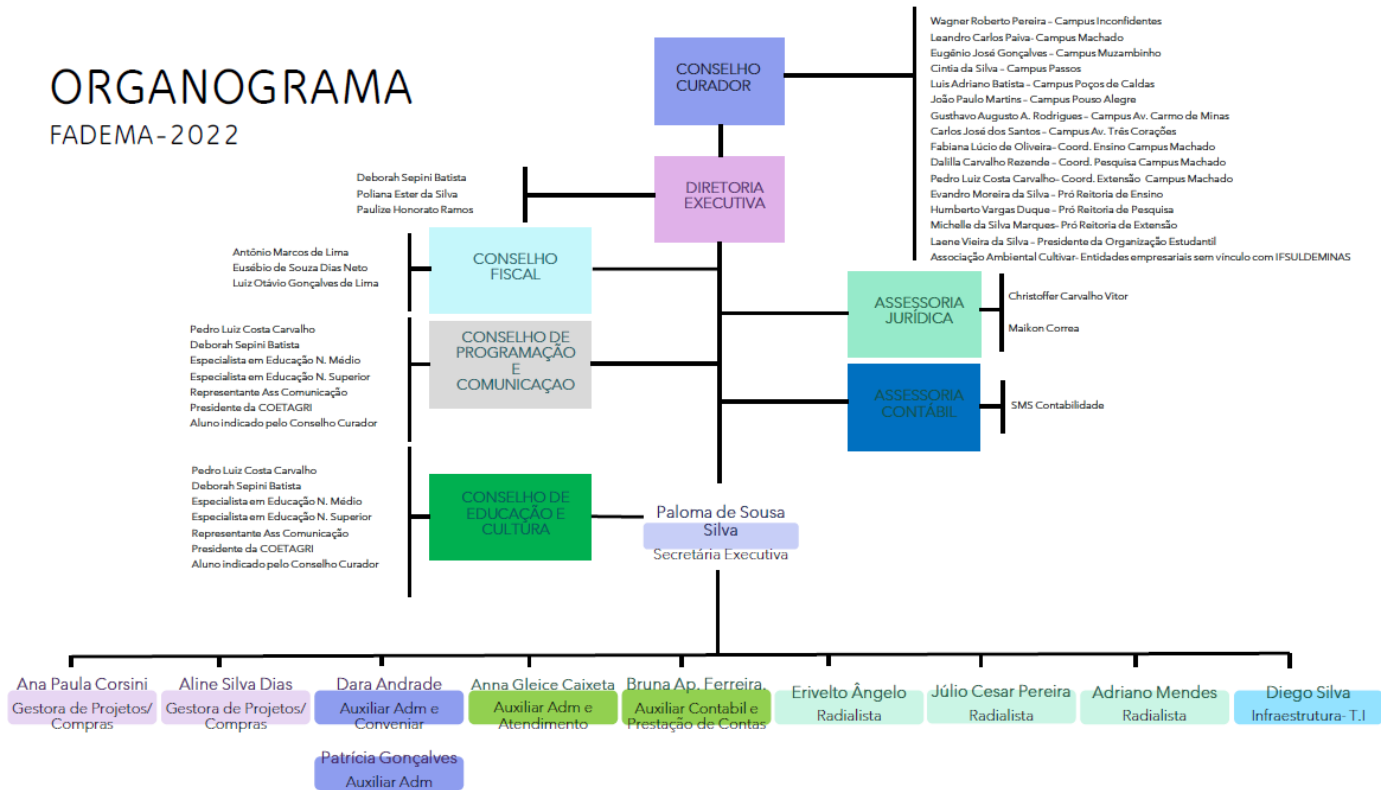 ORGANOGRAMA
FADEMA-2022
CONSELHO
CURADOR
Wagner Roberto Pereira – Campus Inconfidentes
Leandro Carlos Paiva- Campus Machado
Eugênio José Gonçalves – Campus Muzambinho
Cintia da Silva – Campus Passos
Luis Adriano Batista – Campus Poços de Caldas
João Paulo Martins – Campus Pouso Alegre
Gusthavo Augusto A. Rodrigues – Campus Av. Carmo de Minas
Carlos José dos Santos – Campus Av. Três Corações
Fabiana Lúcio de Oliveira- Coord. Ensino Campus Machado
Dalilla Carvalho Rezende – Coord. Pesquisa Campus Machado
Pedro Luiz Costa Carvalho- Coord. Extensão Campus Machado
Evandro Moreira da Silva – Pró Reitoria de Ensino
Humberto Vargas Duque – Pró Reitoria de Pesquisa
Michelle da Silva Marques- Pró Reitoria de Extensão
Laene Vieira da Silva – Presidente da Organização Estudantil
Associação Ambiental Cultivar- Entidades empresariais sem vínculo com IFSULDEMINAS
DIRETORIA
EXECUTIVA
Deborah Sepini Batista
Poliana Ester da Silva
Paulize Honorato Ramos
CONSELHO
FISCAL
Antônio Marcos de Lima
Eusébio de Souza Dias Neto
Luiz Otávio Gonçalves de Lima
ASSESSORIA
JURÍDICA
Christoffer Carvalho Vitor
Maikon Correa
CONSELHO DE
PROGRAMAÇÃO
E
COMUNICAÇAO
Pedro Luiz Costa Carvalho
Deborah Sepini Batista
Especialista em Educação N. Médio
Especialista em Educação N. Superior
Representante Ass Comunicação
Presidente da COETAGRI
Aluno indicado pelo Conselho Curador
ASSESSORIA
CONTÁBIL
SMS Contabilidade
CONSELHO DE
EDUCAÇÃO E
CULTURA
Pedro Luiz Costa Carvalho
Deborah Sepini Batista
Especialista em Educação N. Médio
Especialista em Educação N. Superior
Representante Ass Comunicação
Presidente da COETAGRI
Aluno indicado pelo Conselho Curador
Paloma de Sousa
Silva
Secretária Executiva
Ana Paula Corsini
Gestora de Projetos/
Compras
Aline Silva Dias
Gestora de Projetos/
Compras
Dara Andrade
Auxiliar Adm e
Conveniar
Patrícia Gonçalves
Auxiliar Adm
Anna Gleice Caixeta
Auxiliar Adm e
Atendimento
Bruna Ap. Ferreira.
Auxiliar Contabil e
Prestação de Contas
Erivelto Ângelo
Radialista
Júlio Cesar Pereira
Radialista
Adriano Mendes
Radialista
Diego Silva
Infraestrutura- T.I